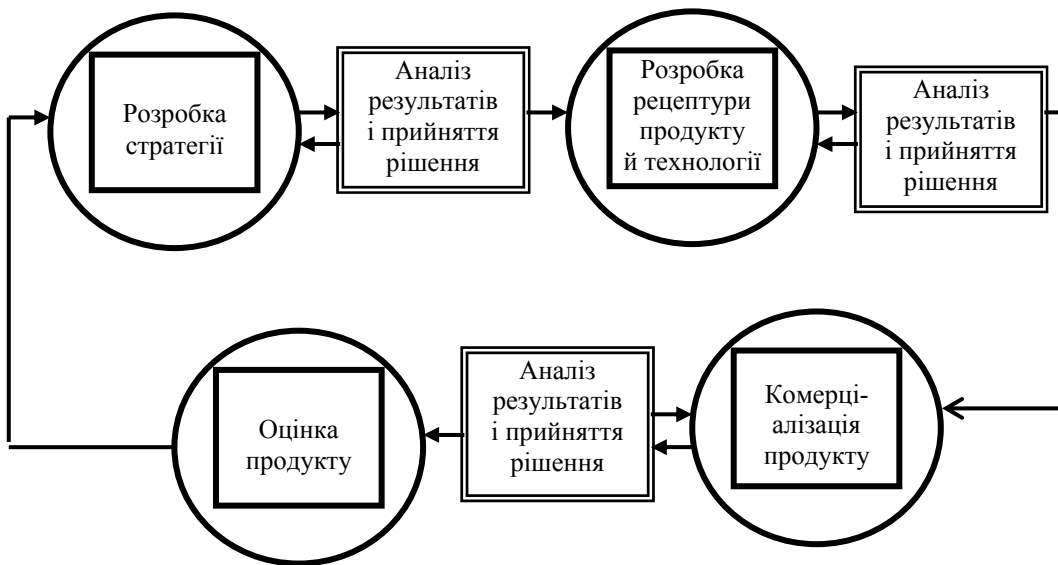 Розробка
стратегії
Аналіз
результатів
і прийняття
рішення
Розробка
рецептури
продукту
й технології
Аналіз
результатів
і прийняття
рішення
Оцінка
продукту
Аналіз
результатів
і прийняття
рішення
Комерці-
алізація
продукту